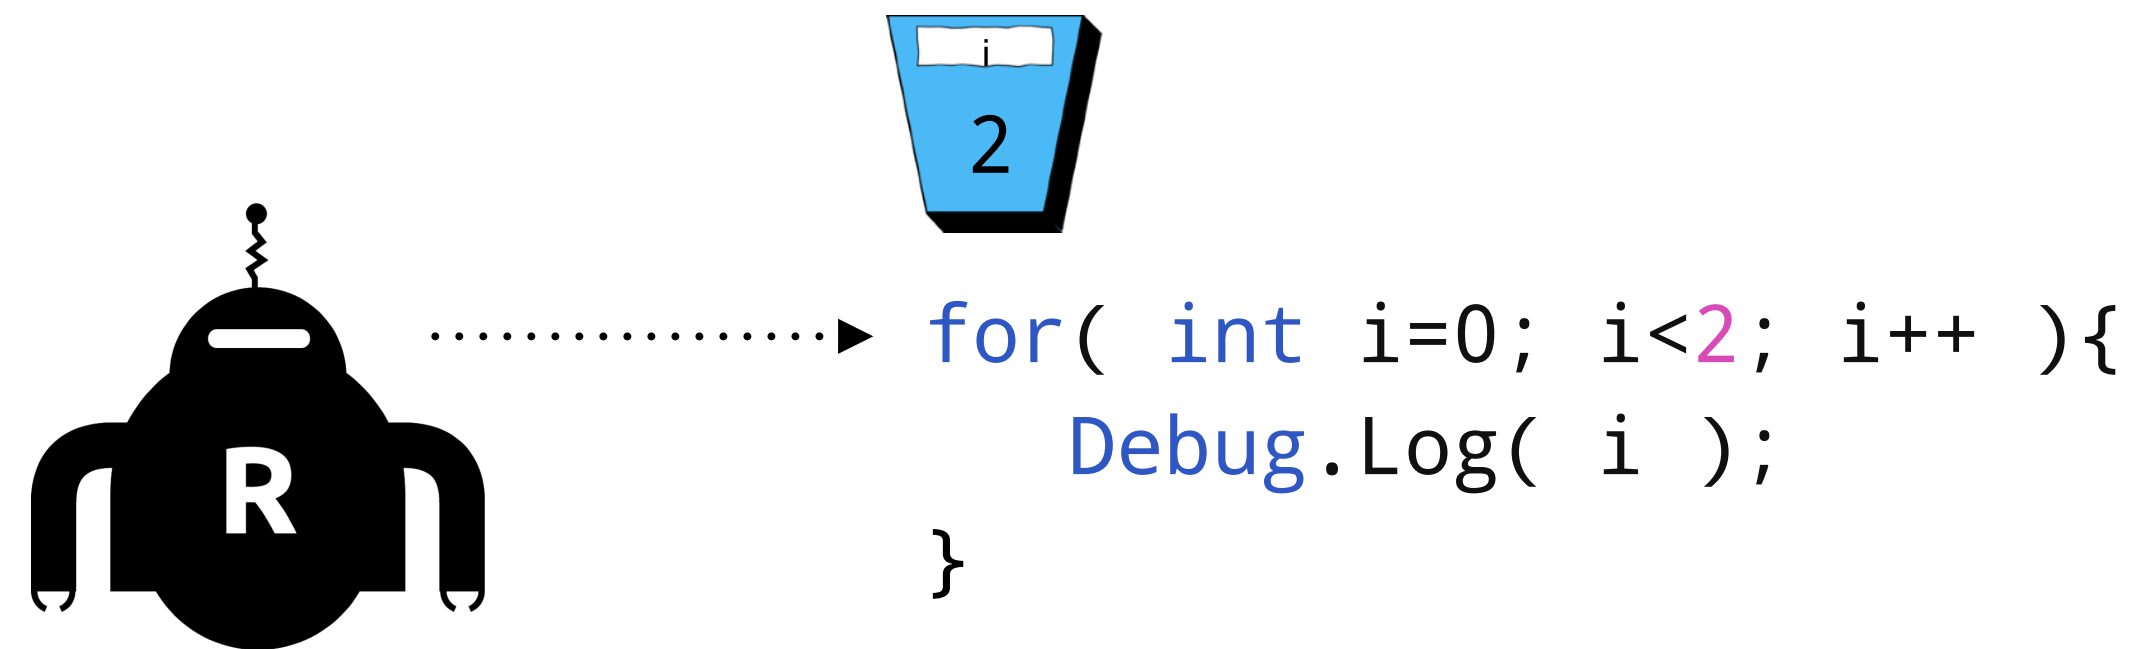 i
2
R
for( int i=0; i<2; i++ ){
Debug.Log( i );
}